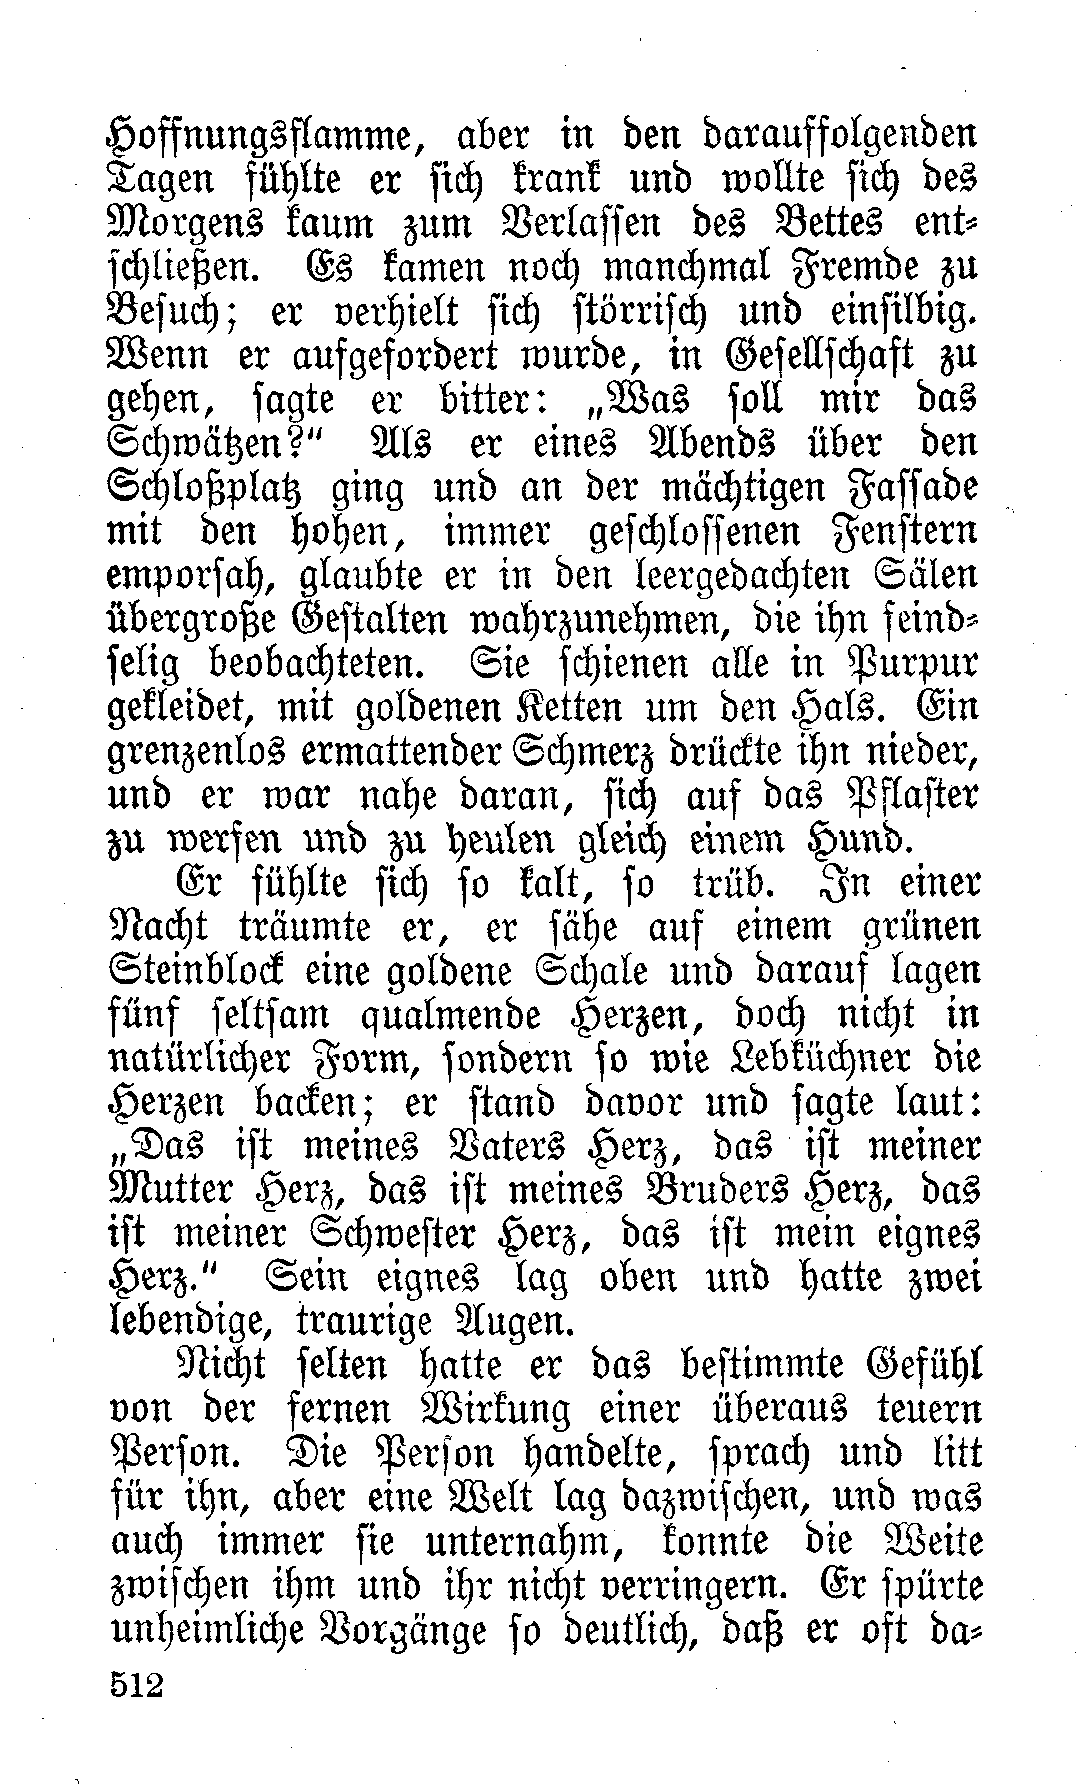 Hoffnungsflamme, aber in den darauffolgenden
Tagen fühlte er sich krank und wollte sich des
Morgens kaum zum Verlassen des Bettes ent-
schließen. Es kamen noch manchmal Fremde zu
Besuch; er verhielt sich störrisch und einsilbig.
Wenn er aufgefordert wurde, in Gesellschaft zu
gehen, sagte er bitter: „Was soll mir das
Schwätzen?“ Als er eines Abends über den
Schloßplatz ging und an der mächtigen Fassade
mit den hohen, immer geschlossenen Fenstern
emporsah, glaubte er in den leergedachten Sälen
übergroße Gestalten wahrzunehmen, die ihn feind-
selig beobachteten. Sie schienen alle in Purpur
gekleidet, mit goldenen Ketten um den Hals. Ein
grenzenlos ermattender Schmerz drückte ihn nieder,
und er war nahe daran, sich auf das Pflaster
zu werfen und zu heulen gleich einem Hund.
Er fühlte sich so kalt, so trüb. In einer
Nacht träumte er, er sähe auf einem grünen
Steinblock eine goldene Schale und darauf lagen
fünf seltsam qualmende Herzen, doch nicht in
natürlicher Form, sondern so wie Lebküchner die
Herzen backen; er stand davor und sagte laut:
„Das ist meines Vaters Herz, das ist meiner
Mutter Herz, das ist meines Bruders Herz, das
ist meiner Schwester Herz, das ist mein eignes
Herz.“ Sein eignes lag oben und hatte zwei
lebendige, traurige Augen.
Nicht selten hatte er das bestimmte Gefühl
von der fernen Wirkung einer überaus teuern
Person. Die Person handelte, sprach und litt
für ihn, aber eine Welt lag dazwischen, und was
auch immer sie unternahm, konnte die Weite
zwischen ihm und ihr nicht verringern. Er spürte
unheimliche Vorgänge so deutlich, daß er oft da-
512